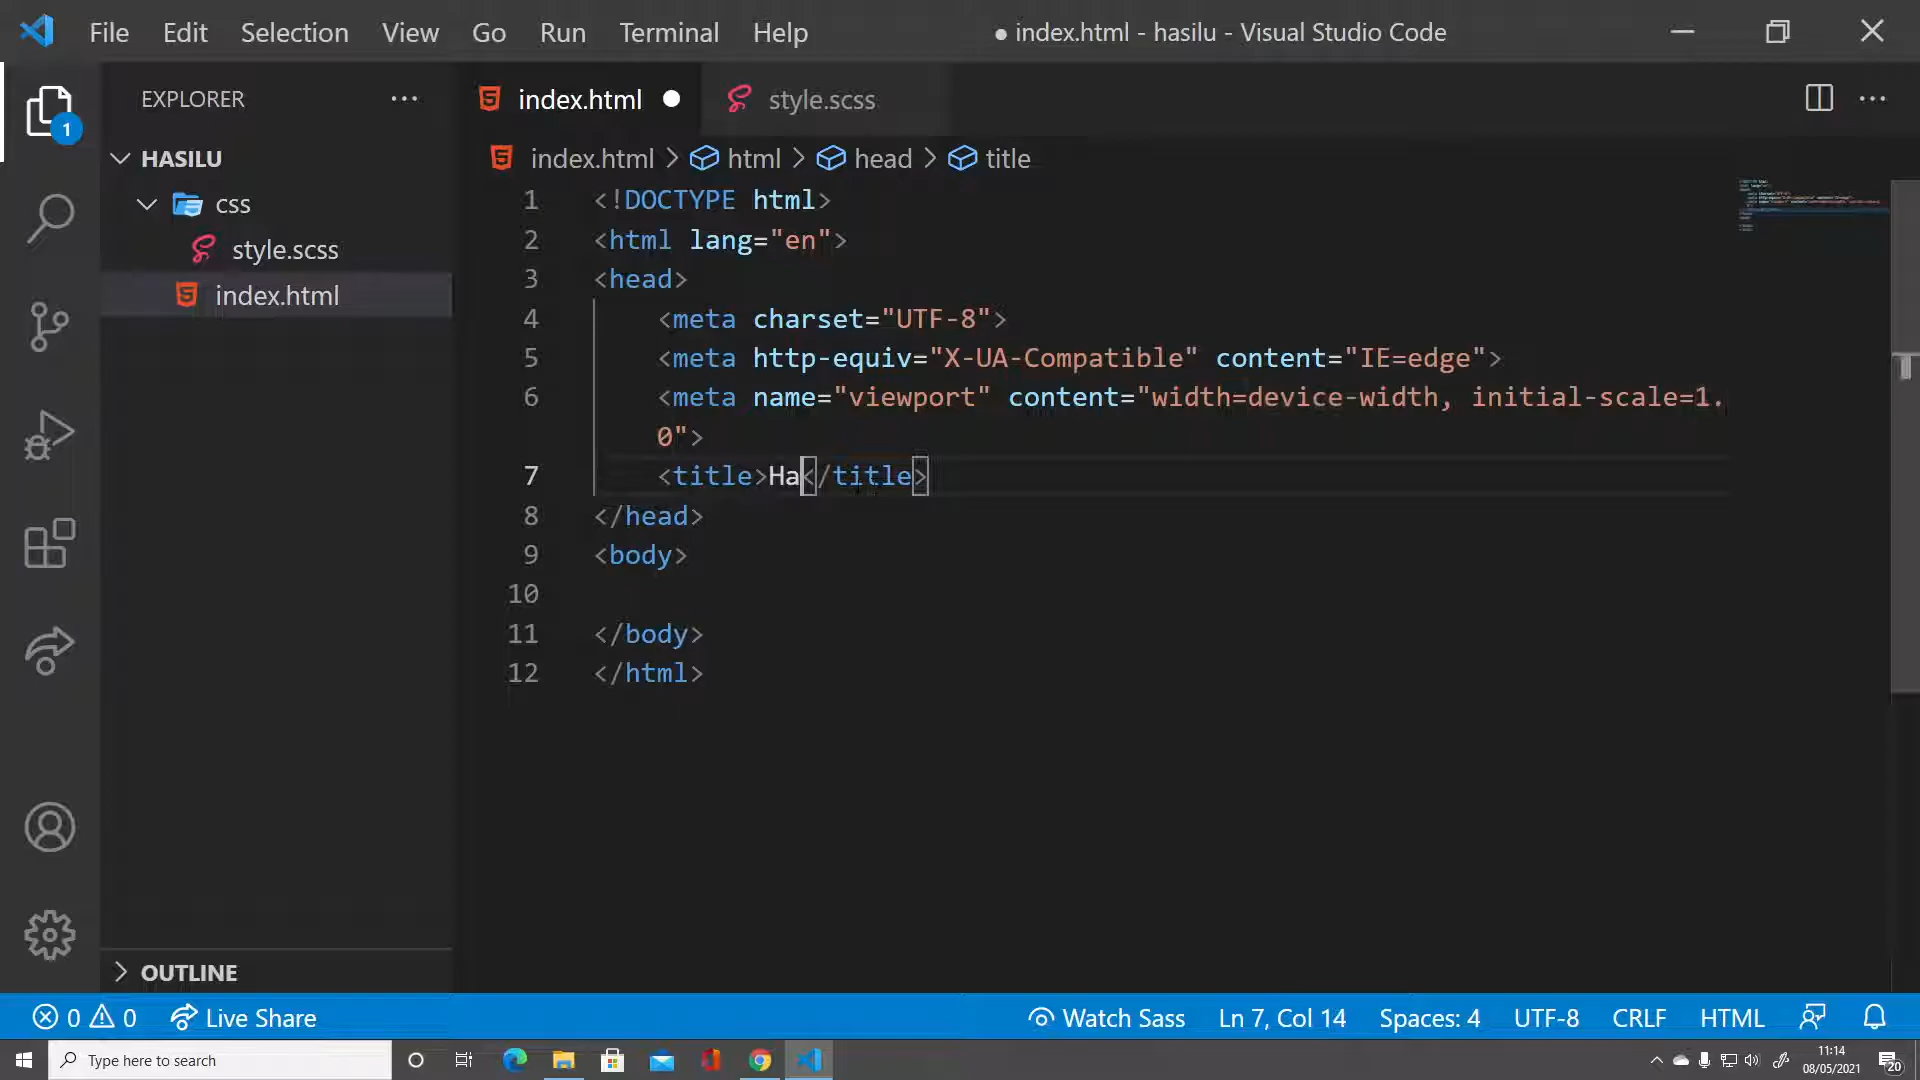 File Edit Selection View Go Run Terminal Help ● index.html - hasilu - Visual Studio Code
EXPLORER
1
HASILU
css
style.scss
index.html
OUTLINE
index.html ● style.scss
index.html > html > head > title
1 <!DOCTYPE html>
2 <html lang="en">
3 <head>
4 <meta charset="UTF-8">
5 <meta http-equiv="X-UA-Compatible" content="IE=edge">
6 <meta name="viewport" content="width=device-width, initial-scale=1.
0">
7 <title>Ha</title>
8 </head>
9 <body>
10
11 </body>
12 </html>
0 0 Live Share Watch Sass Ln 7, Col 14 Spaces: 4 UTF-8 CRLF HTML
Type here to search
11:14
08/05/2021
20